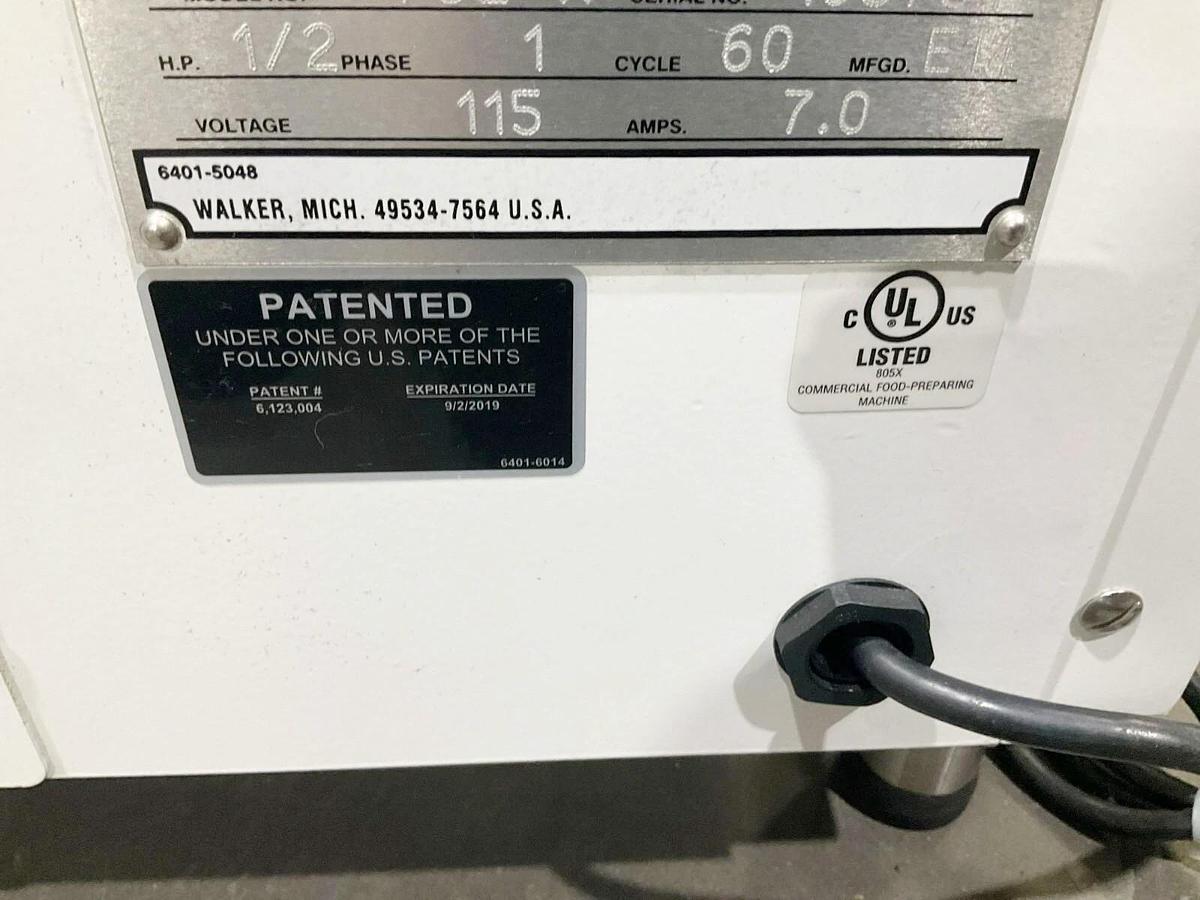 H.P. 1/2 PHASE 1 CYCLE 60 MFGD.
VOLTAGE 115 AMPS. 7.0
6401-5048
WALKER, MICH. 49534-7564 U.S.A.
PATENTED
UNDER ONE OR MORE OF THE
FOLLOWING U.S. PATENTS
PATENT # EXPIRATION DATE
6,123,004 9/2/2019
6401-6014
C UL ® US
LISTED
805X
COMMERCIAL FOOD-PREPARING
MACHINE